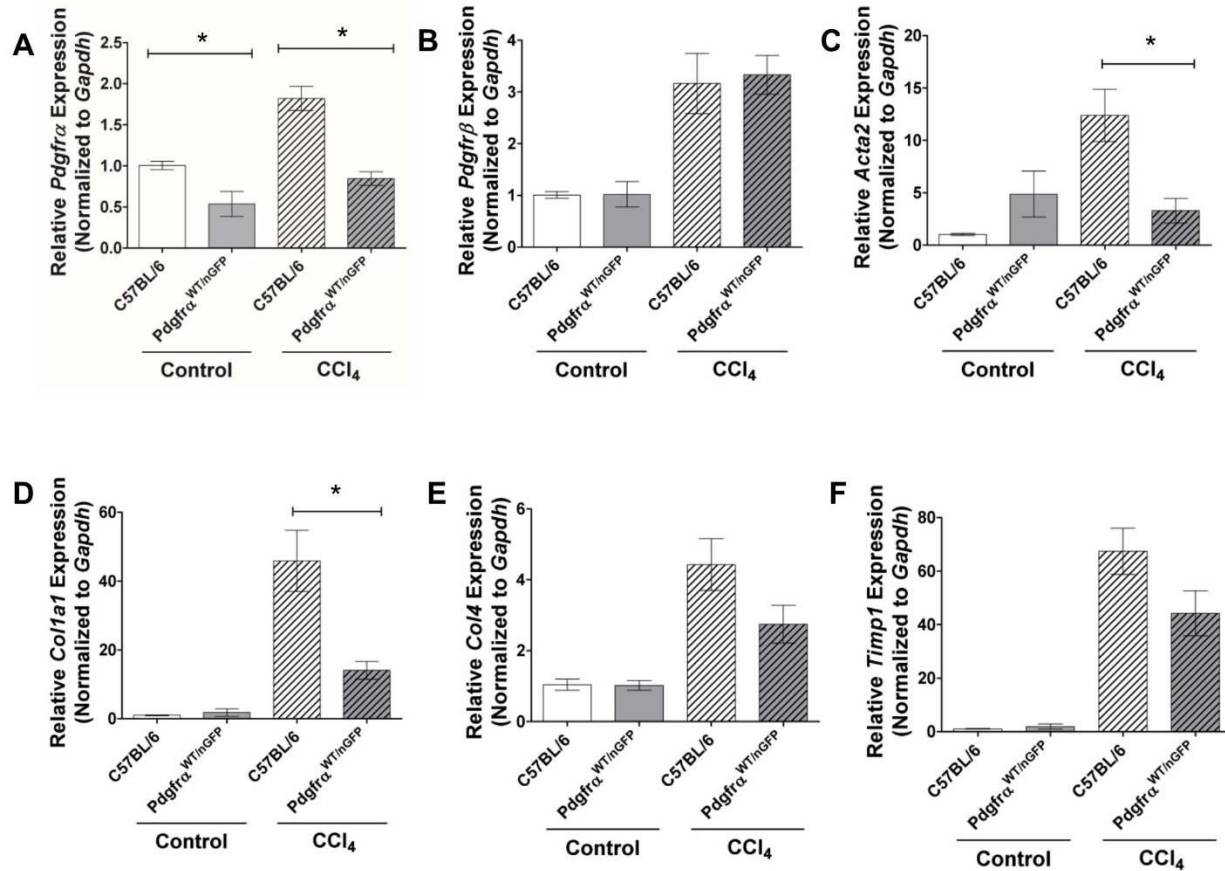 A
Relative Pdgfrα Expression
(Normalized to Gapdh)
2.5
2.0
1.5
1.0
0.5
0.0
*
*
C57BL/6
Pdgfrα WT/nGFP
C57BL/6
Pdgfrα WT/nGFP
Control
CCl4
B
Relative Pdgfrβ Expression
(Normalized to Gapdh)
4
3
2
1
0
C57BL/6
Pdgfrα WT/nGFP
C57BL/6
Pdgfrα WT/nGFP
Control
CCl4
C
Relative Acta2 Expression
(Normalized to Gapdh)
20
15
10
5
0
*
C57BL/6
Pdgfrα WT/nGFP
C57BL/6
Pdgfrα WT/nGFP
Control
CCl4
D
Relative Col1a1 Expression
(Normalized to Gapdh)
60
40
20
0
*
C57BL/6
Pdgfrα WT/nGFP
C57BL/6
Pdgfrα WT/nGFP
Control
CCl4
E
Relative Col4 Expression
(Normalized to Gapdh)
6
4
2
0
C57BL/6
Pdgfrα WT/nGFP
C57BL/6
Pdgfrα WT/nGFP
Control
CCl4
F
Relative Timp1 Expression
(Normalized to Gapdh)
80
60
40
20
0
C57BL/6
Pdgfrα WT/nGFP
C57BL/6
Pdgfrα WT/nGFP
Control
CCl4